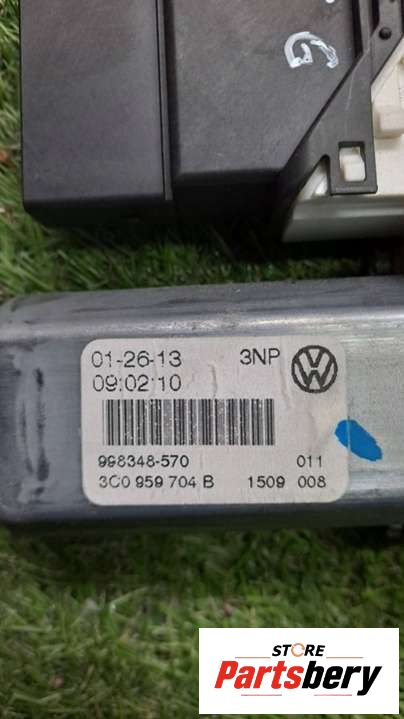 G
01-26-13 3NP
09:02:10
998348-570 011
3C0 959 704 B 1509 008
STORE
Partsbery